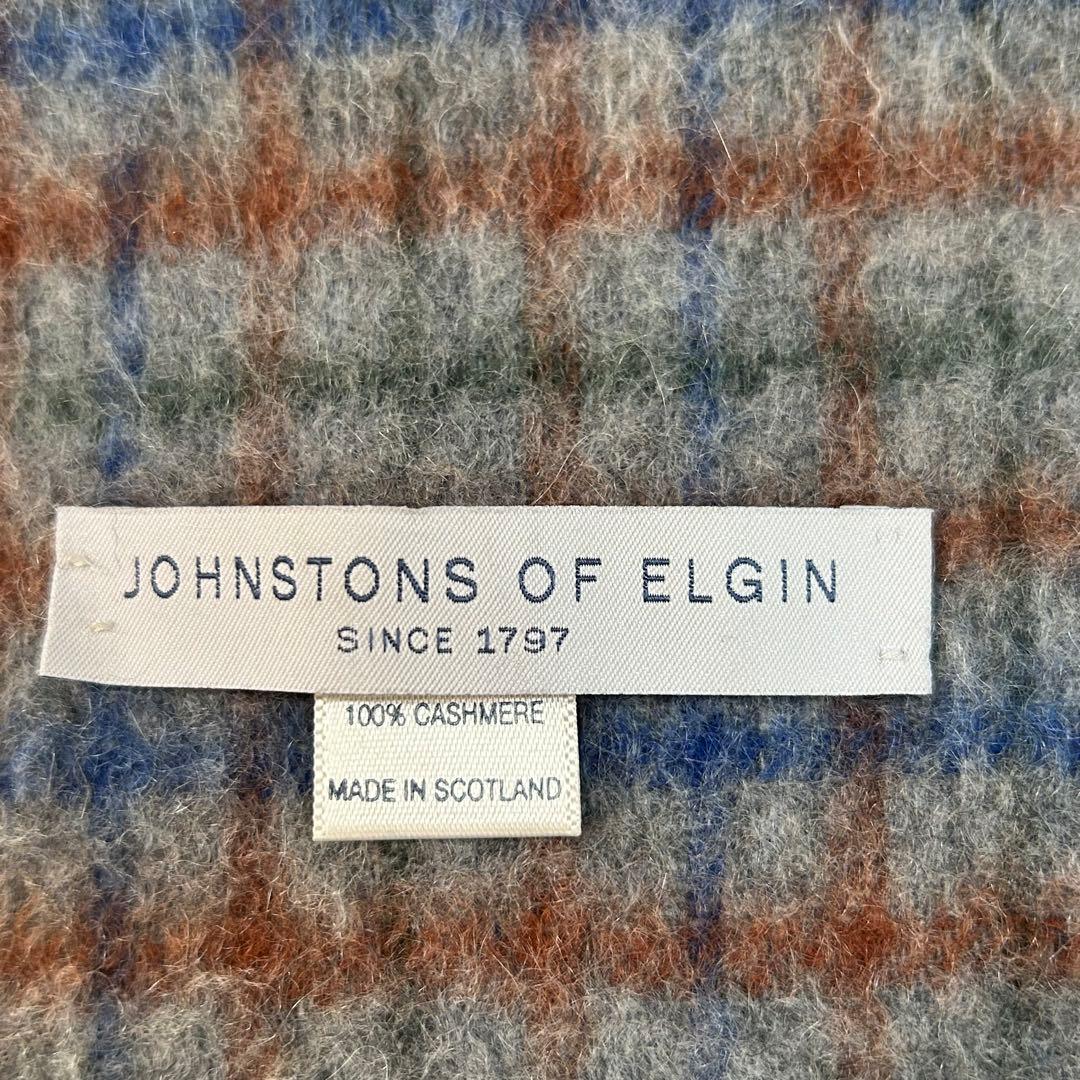 JOHNSTONS OF ELGIN
SINCE 1797
100% CASHMERE
MADE IN SCOTLAND